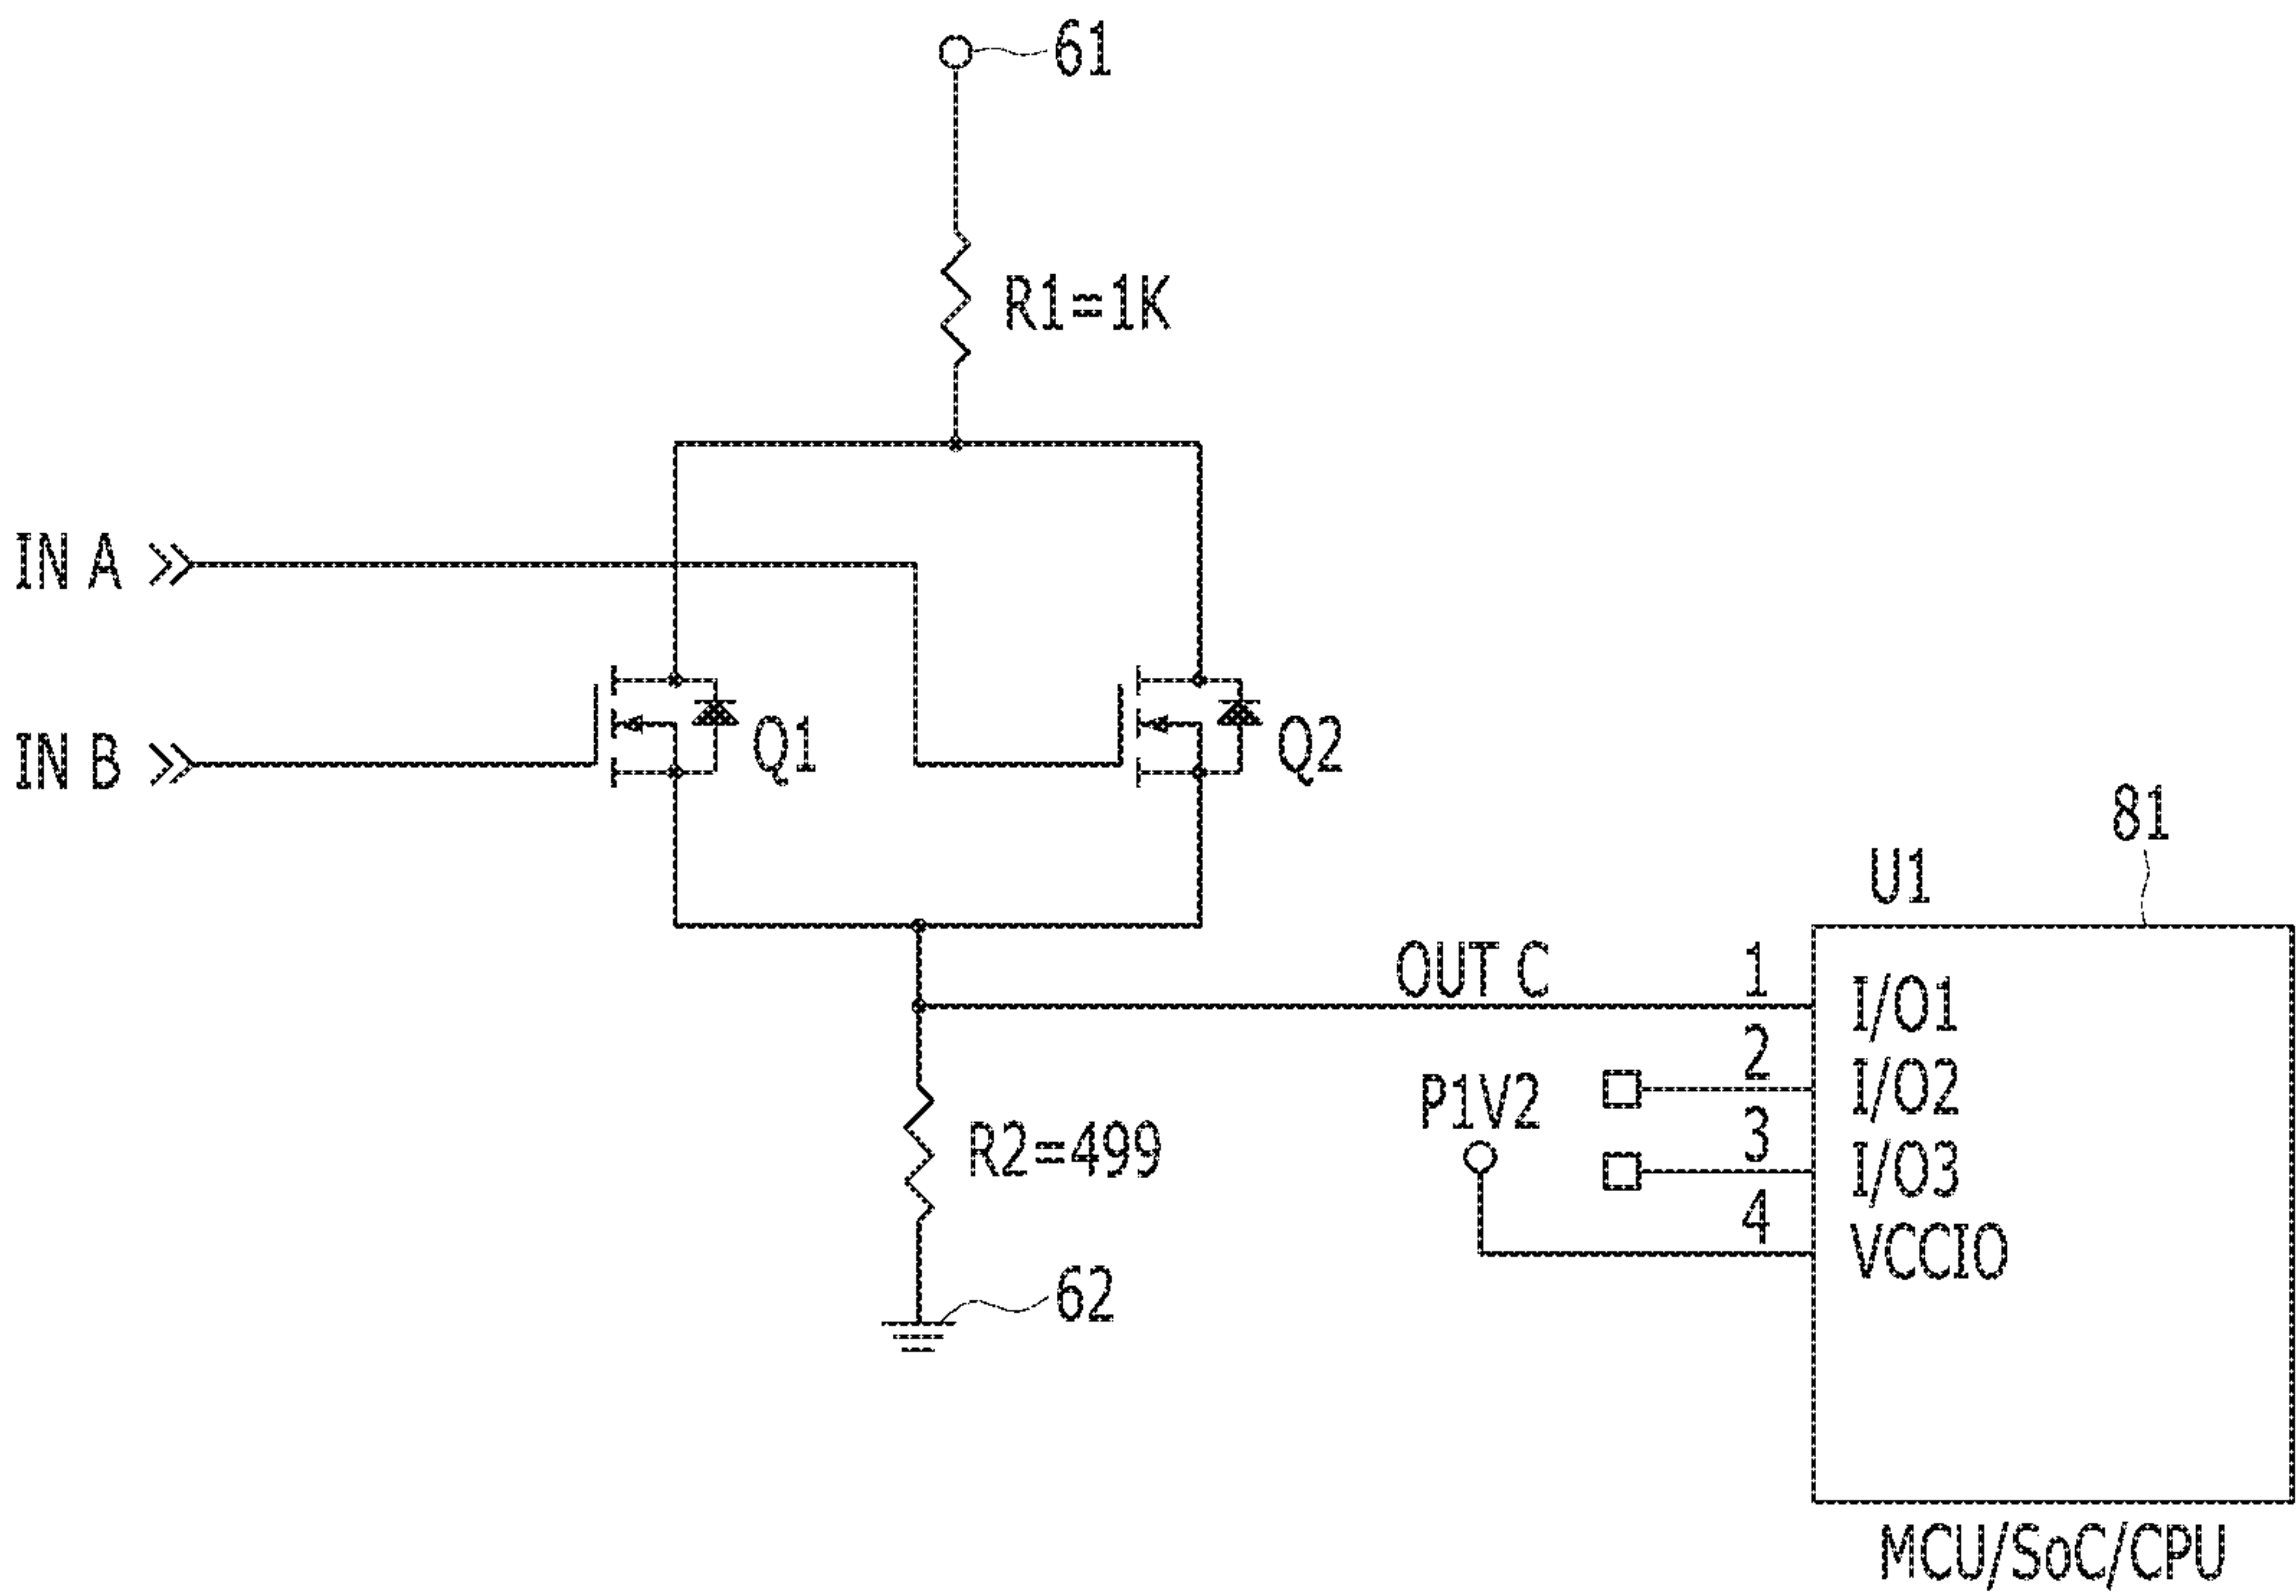 61
R1=1K
IN A
IN B
Q1
Q2
81
U1
OUT C
1
I/O1
2
I/O2
P1V2
3
I/O3
4
VCCIO
R2=499
62
MCU/SoC/CPU